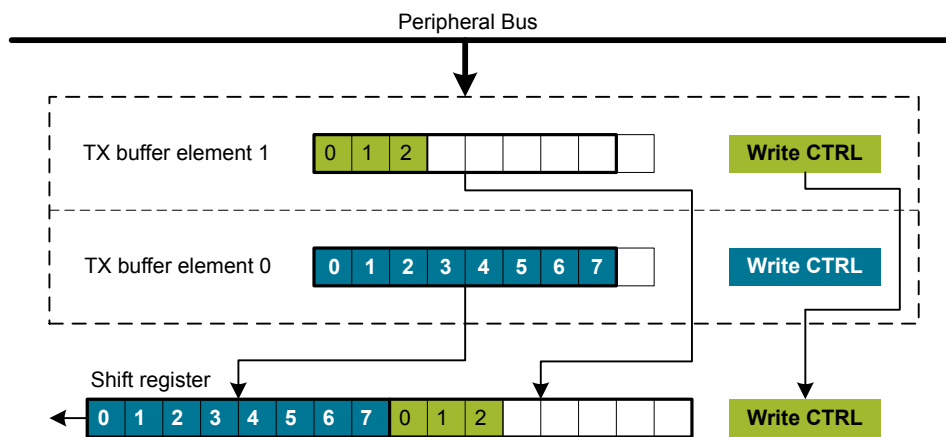 Peripheral Bus
TX buffer element 1 0 1 2 Write CTRL
TX buffer element 0 0 1 2 3 4 5 6 7 Write CTRL
Shift register
0 1 2 3 4 5 6 7 0 1 2 Write CTRL